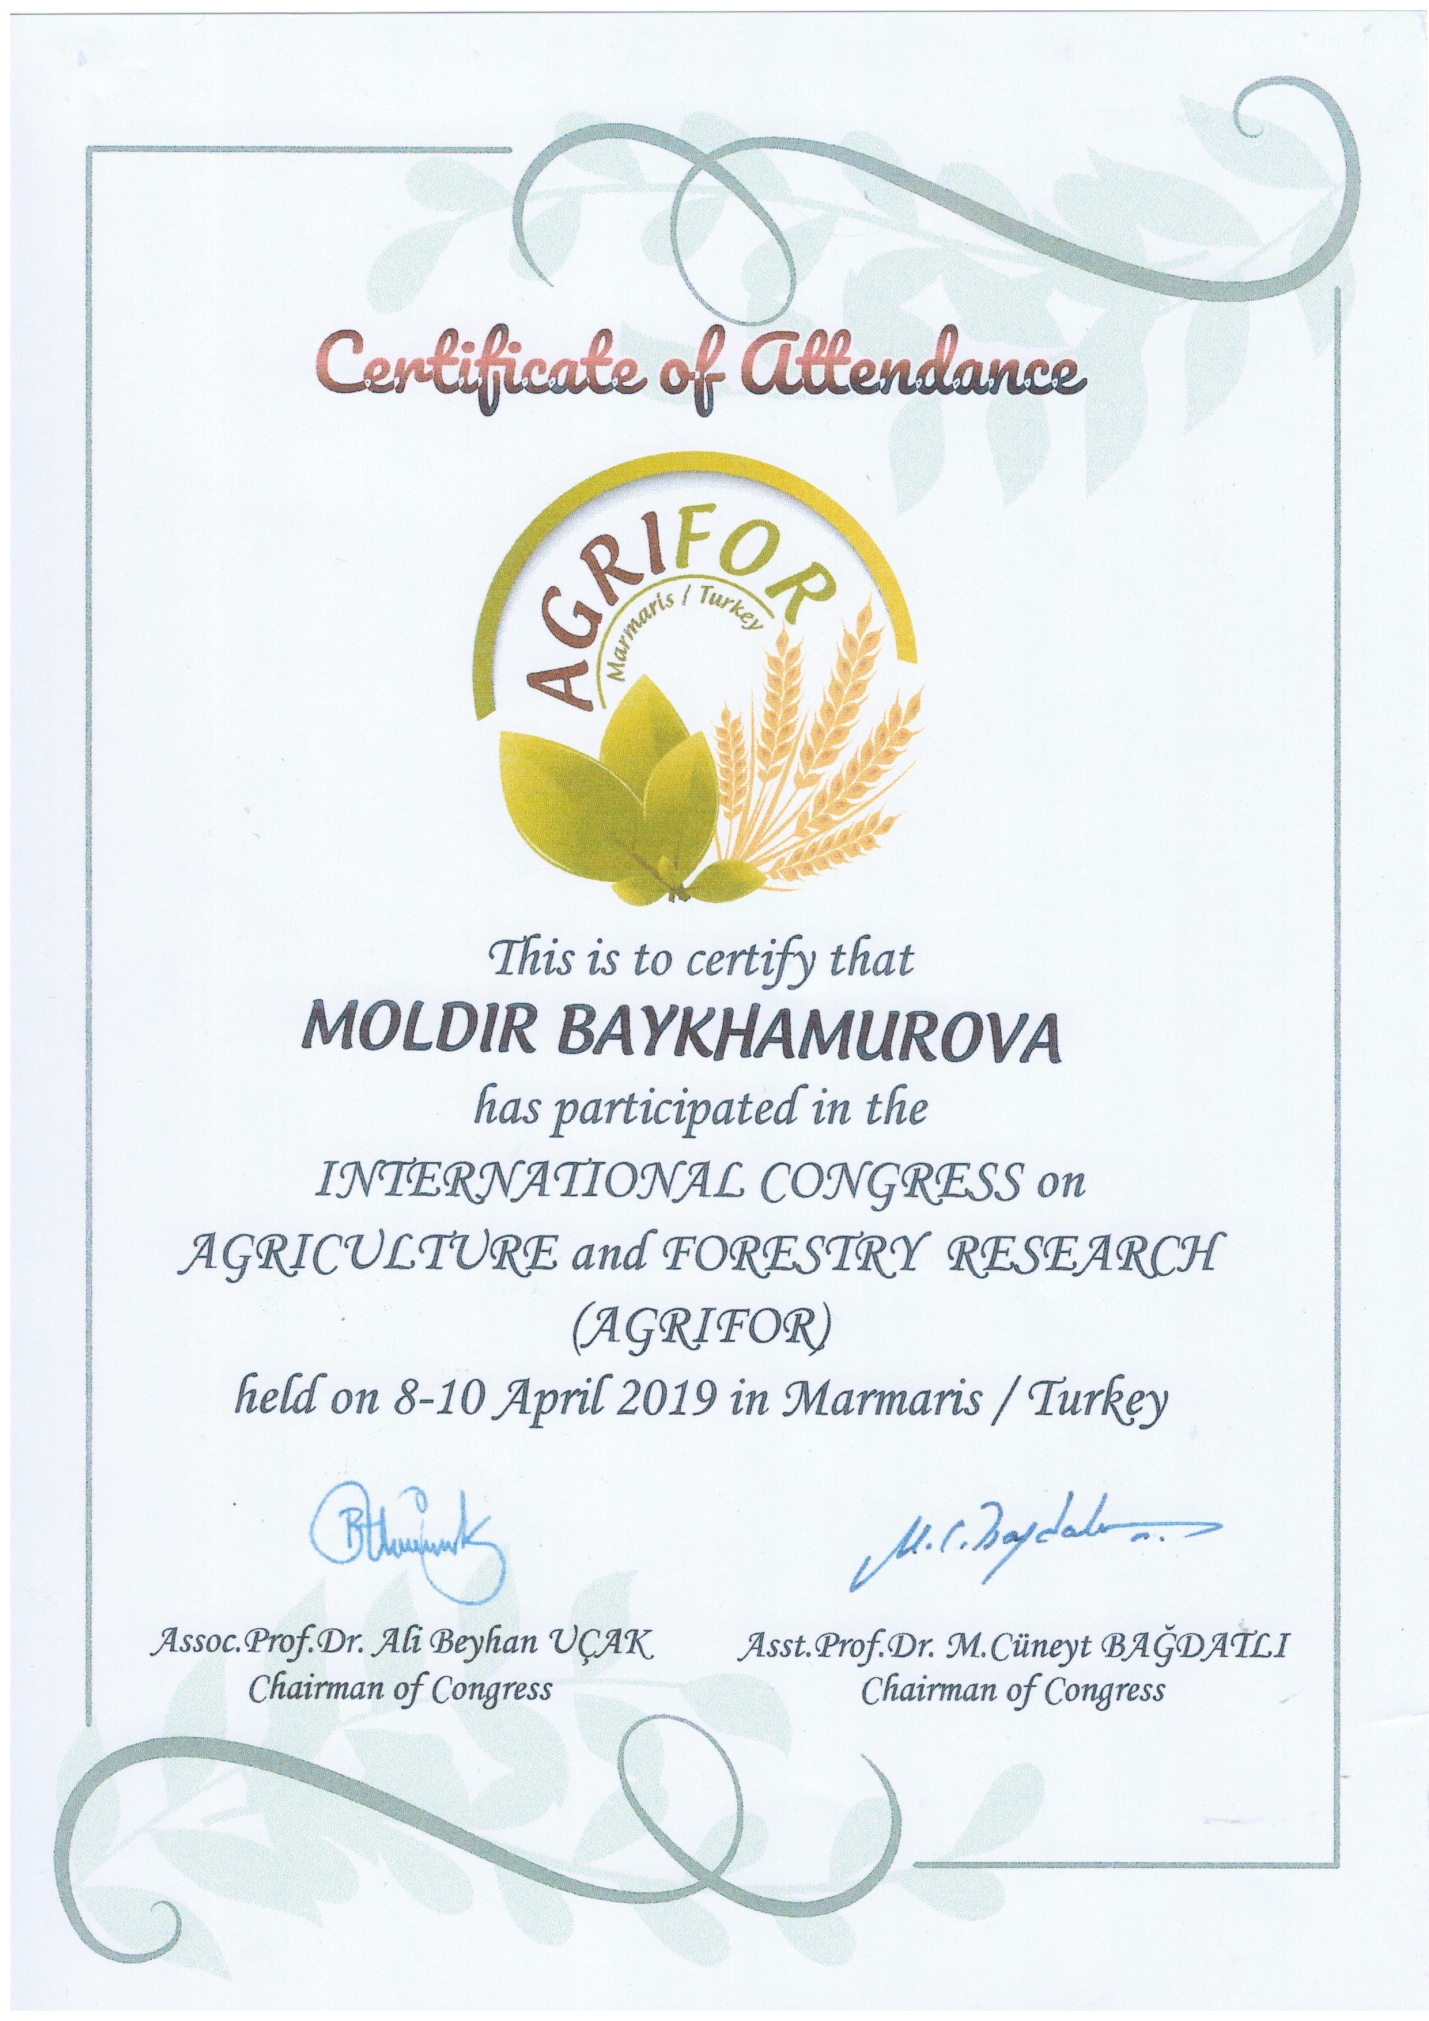 Certificate of Attendance
AGRIFOR
Marmaris / Turkey
This is to certify that
MOLDIR BAYKHAMUROVA
has participated in the
INTERNATIONAL CONGRESS on
AGRICULTURE and FORESTRY RESEARCH
(AGRIFOR)
held on 8-10 April 2019 in Marmaris / Turkey
Assoc.Prof.Dr. Ali Beyhan UÇAK
Chairman of Congress
Asst.Prof.Dr. M.Cüneyt BAĞDATLI
Chairman of Congress